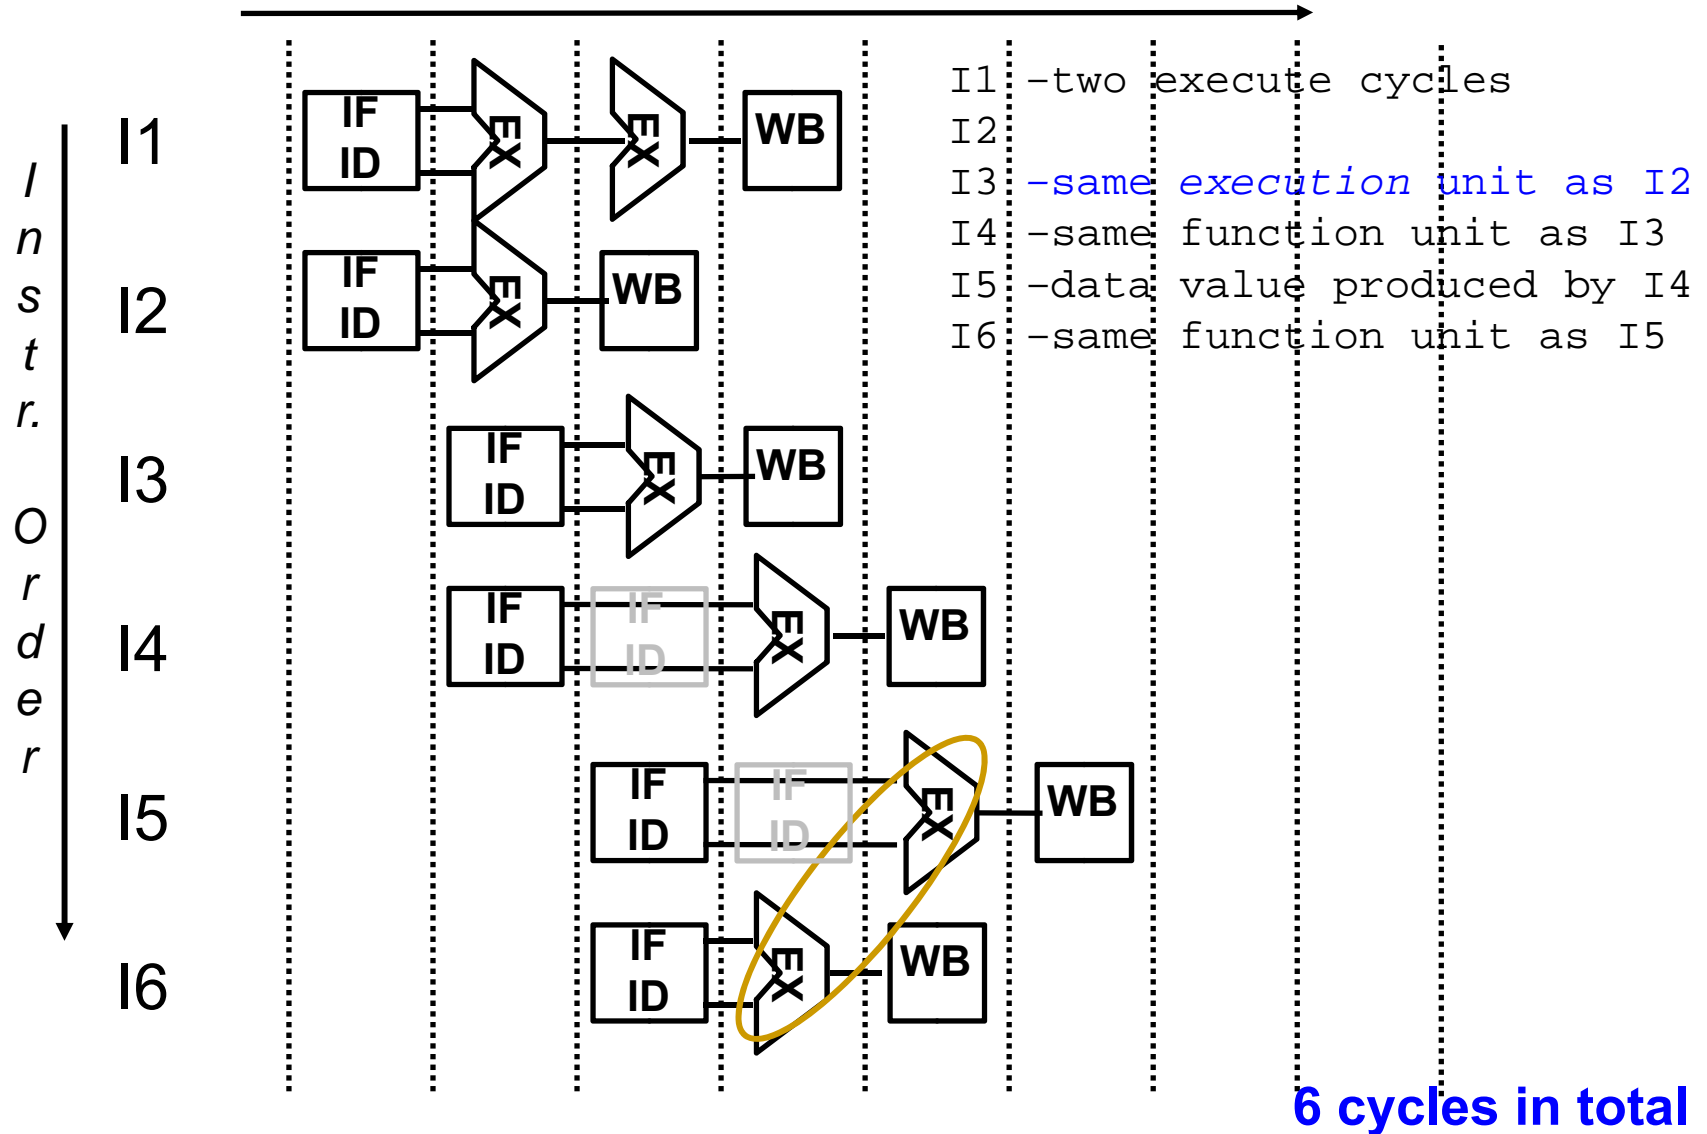 I1 –two execute cycles
I2
I3 –same execution unit as I2
I4 –same function unit as I3
I5 –data value produced by I4
I6 –same function unit as I5
Instr. Order
I1
IF
ID
EX
EX
WB
I2
IF
ID
EX
WB
I3
IF
ID
EX
WB
I4
IF
ID
IF
ID
EX
WB
I5
IF
ID
IF
ID
EX
WB
I6
IF
ID
EX
WB
6 cycles in total